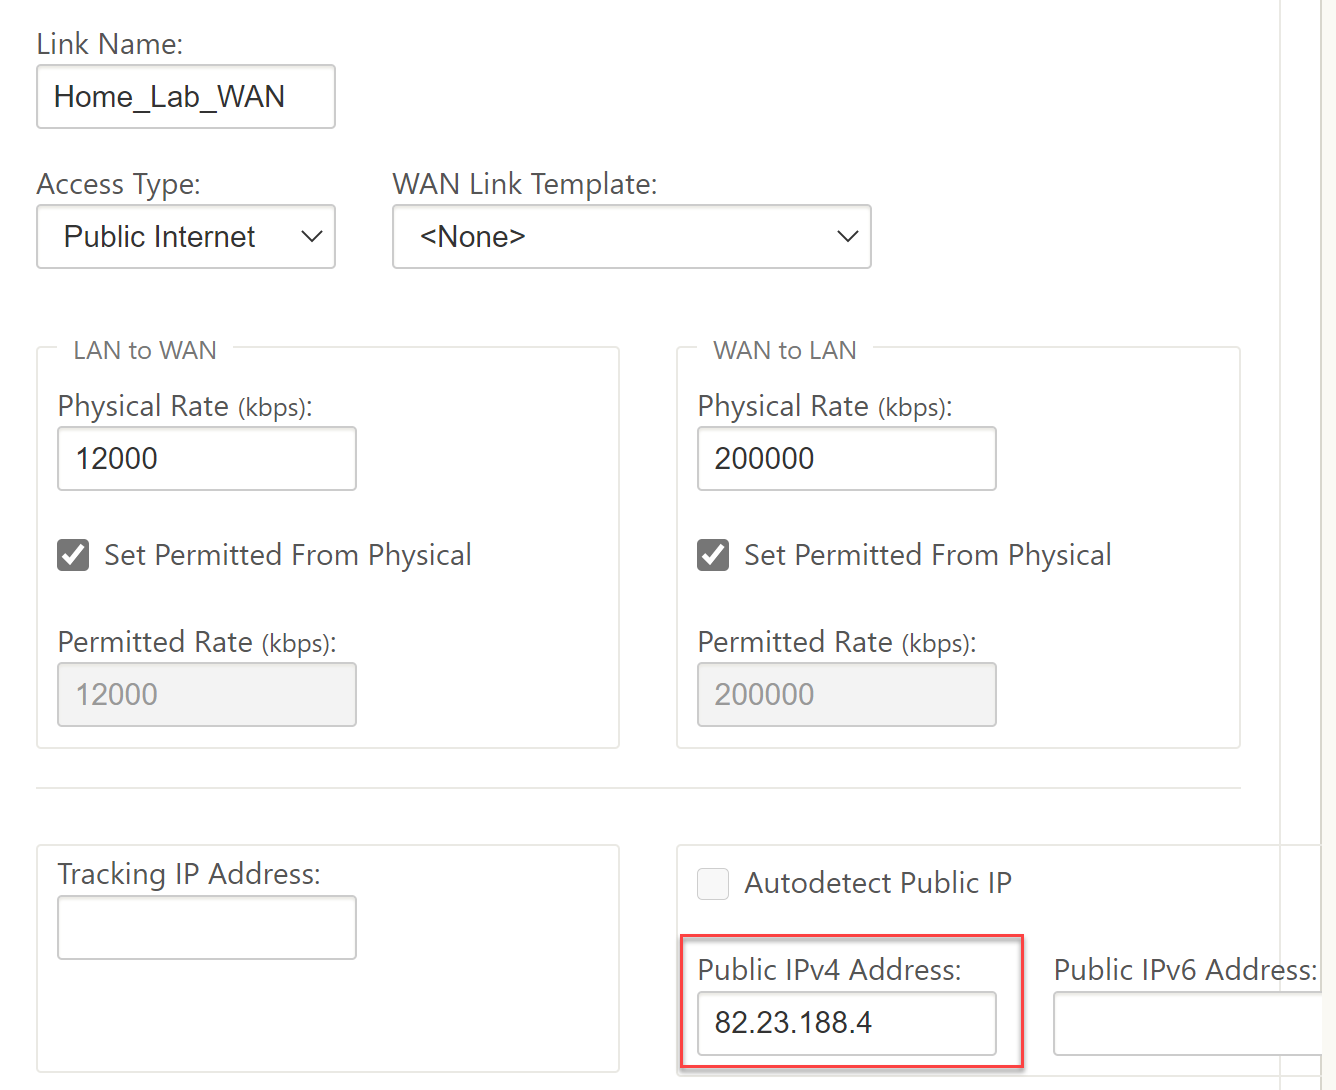 Link Name:
Home_Lab_WAN
Access Type:
WAN Link Template:
Public Internet
<None>
LAN to WAN
Physical Rate (kbps):
12000
Set Permitted From Physical
Permitted Rate (kbps):
12000
WAN to LAN
Physical Rate (kbps):
200000
Set Permitted From Physical
Permitted Rate (kbps):
200000
Tracking IP Address:
Autodetect Public IP
Public IPv4 Address:
82.23.188.4
Public IPv6 Address: